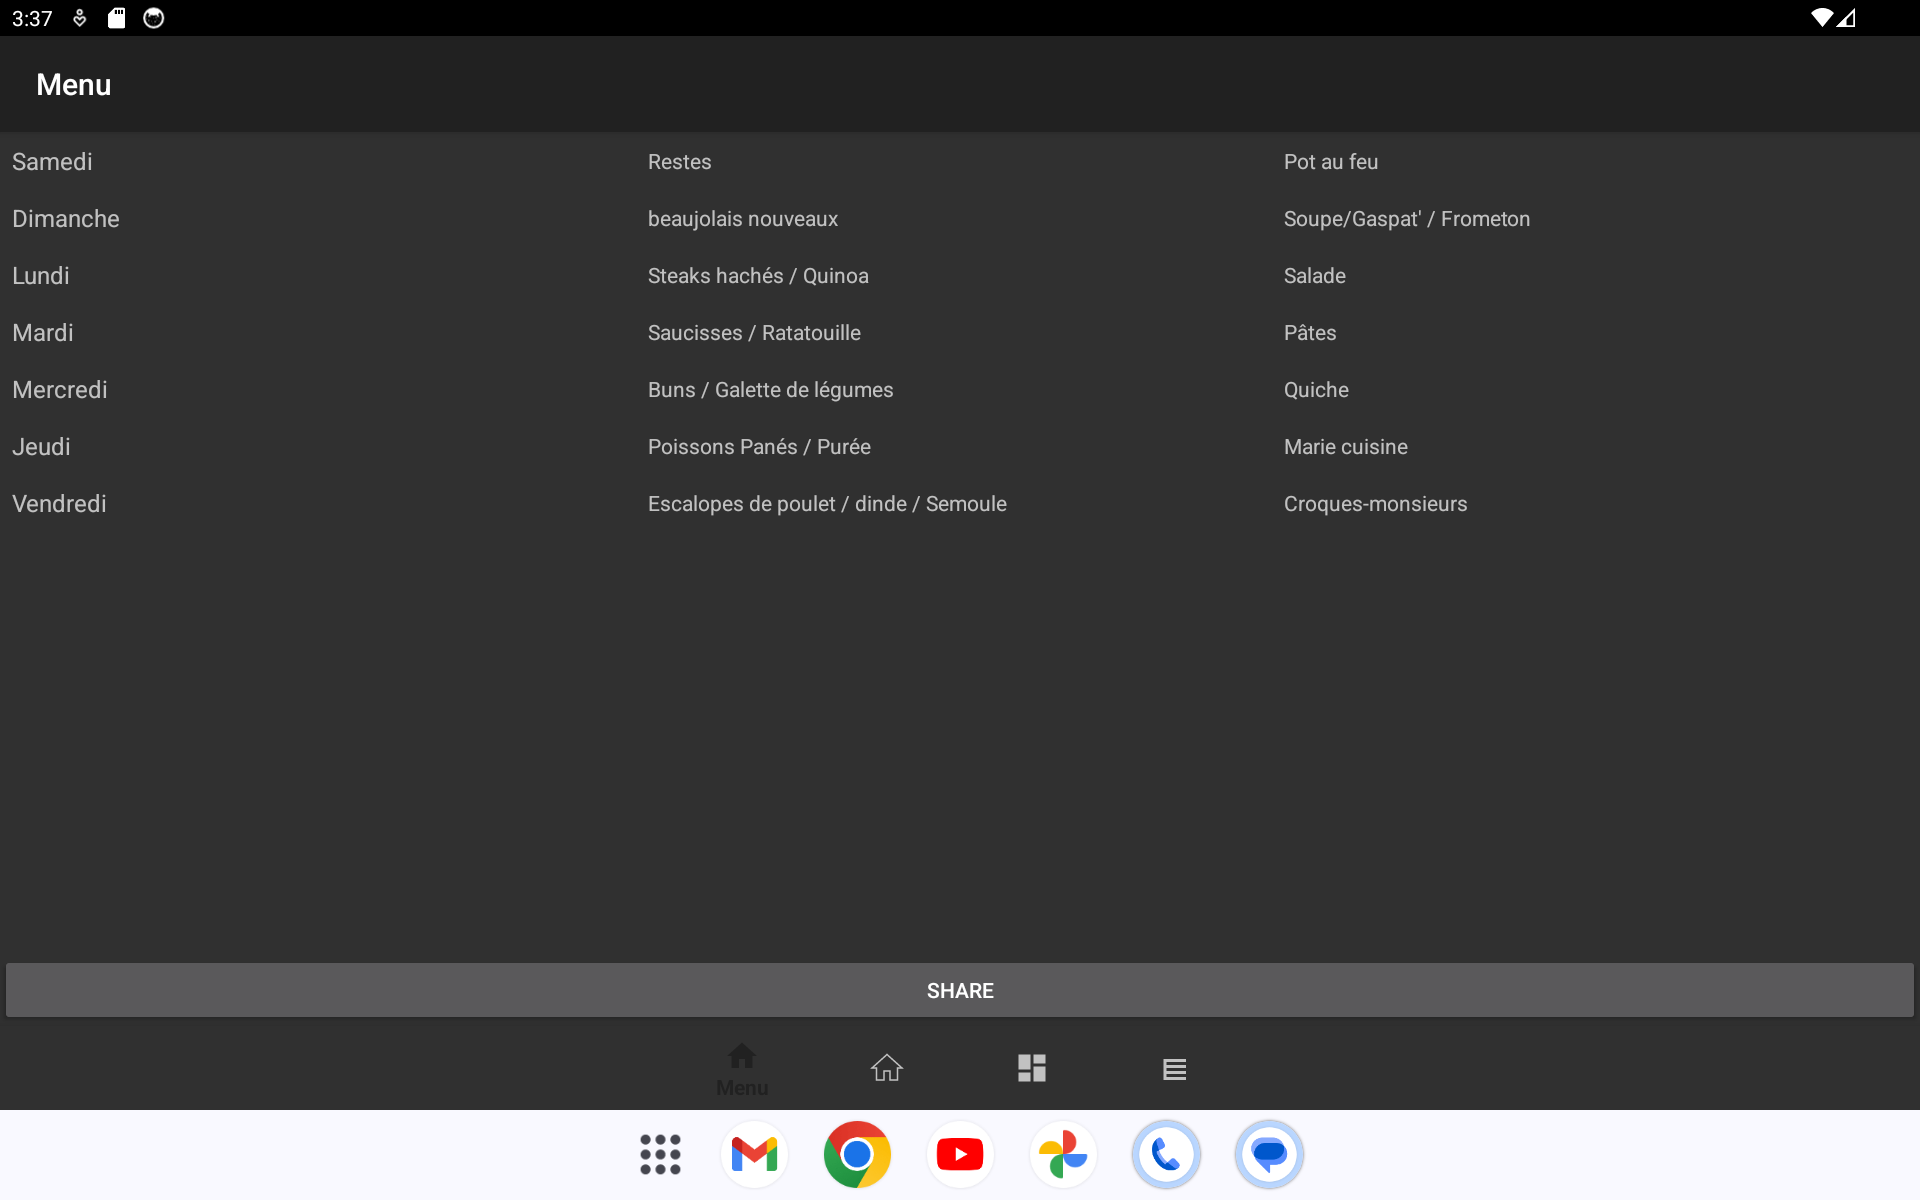 3:37
Menu
Samedi Restes Pot au feu
Dimanche beaujolais nouveaux Soupe/Gaspat' / Frometon
Lundi Steaks hachés / Quinoa Salade
Mardi Saucisses / Ratatouille Pâtes
Mercredi Buns / Galette de légumes Quiche
Jeudi Poissons Panés / Purée Marie cuisine
Vendredi Escalopes de poulet / dinde / Semoule Croques-monsieurs
SHARE
Menu